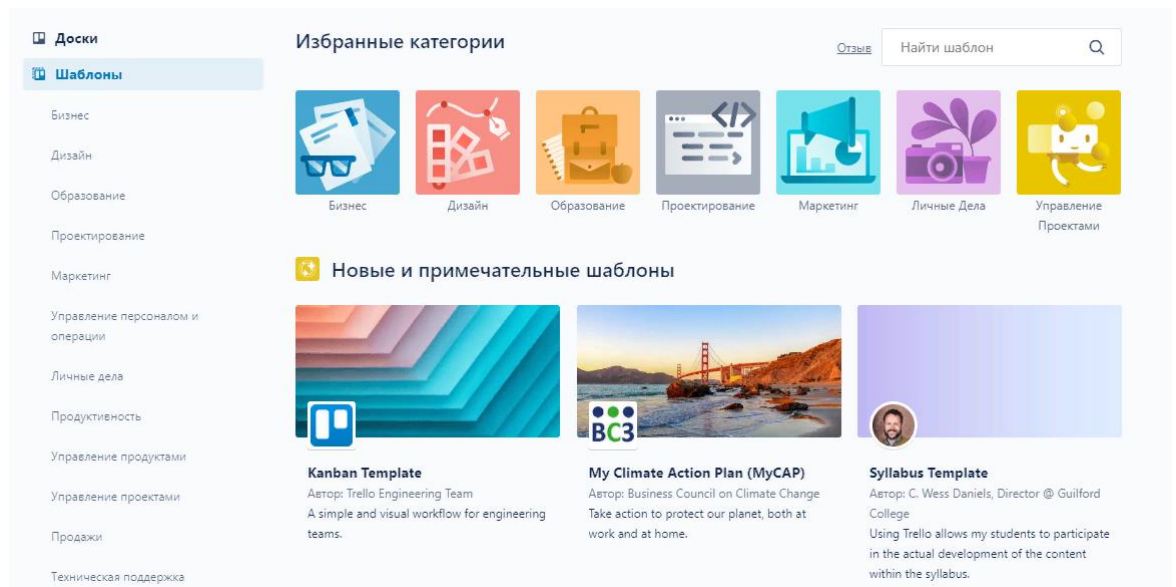 Доски
Шаблоны
Бизнес
Дизайн
Образование
Проектирование
Маркетинг
Управление персоналом и
операции
Личные дела
Продуктивность
Управление продуктами
Управление проектами
Продажи
Техническая поддержка
Избранные категории
Отзыв
Найти шаблон
Бизнес
Дизайн
Образование
Проектирование
Маркетинг
Личные Дела
Управление
Проектами
Новые и примечательные шаблоны
Kanban Template
Автор: Trello Engineering Team
A simple and visual workflow for engineering
teams.
BC3
My Climate Action Plan (MyCAP)
Автор: Business Council on Climate Change
Take action to protect our planet, both at
work and at home.
Syllabus Template
Автор: C. Wess Daniels, Director @ Guilford
College
Using Trello allows my students to participate
in the actual development of the content
within the syllabus.